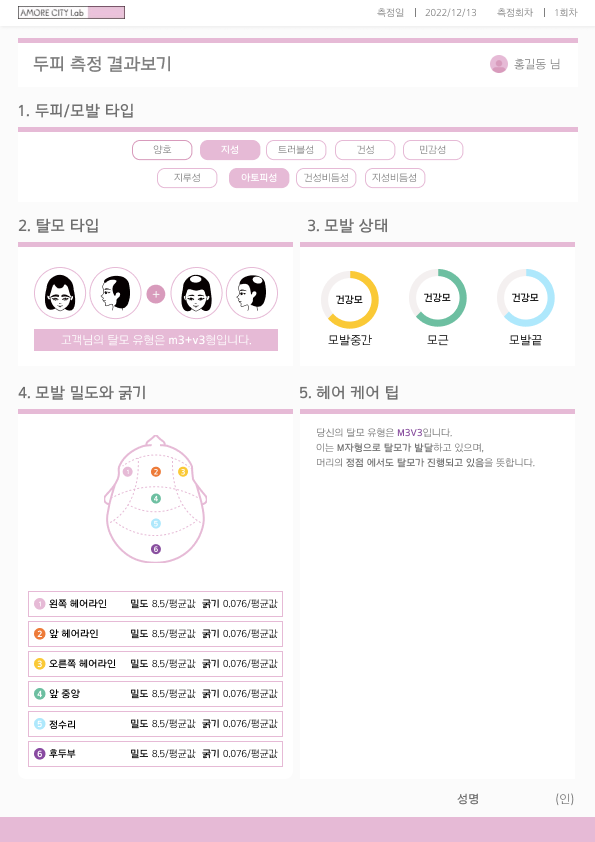 AMORE CITY Lab 측정일 | 2022/12/13 측정회차 | 1회차
두피 측정 결과보기 홍길동 님
1. 두피/모발 타입
양호 지성 트러블성 건성 민감성
지루성 아토피성 건성비듬성 지성비듬성
2. 탈모 타입
+
고객님의 탈모 유형은 m3+v3형입니다.
3. 모발 상태
건강모 건강모 건강모
모발중간 모근 모발끝
4. 모발 밀도와 굵기
1 2 3
4
5
6
1 왼쪽 헤어라인 밀도 8.5/평균값 굵기 0.076/평균값
2 앞 헤어라인 밀도 8.5/평균값 굵기 0.076/평균값
3 오른쪽 헤어라인 밀도 8.5/평균값 굵기 0.076/평균값
4 앞 중앙 밀도 8.5/평균값 굵기 0.076/평균값
5 정수리 밀도 8.5/평균값 굵기 0.076/평균값
6 후두부 밀도 8.5/평균값 굵기 0.076/평균값
5. 헤어 케어 팁
당신의 탈모 유형은 M3V3입니다.
이는 M자형으로 탈모가 발달하고 있으며,
머리의 정점 에서도 탈모가 진행되고 있음을 뜻합니다.
성명 (인)